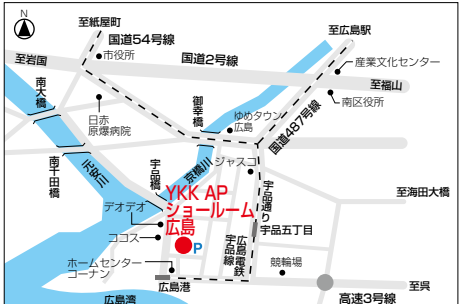 N
至紙屋町
国道54号線
市役所
至広島駅
産業文化センター
至岩国
国道2号線
至福山
南区役所
南大橋
日赤
原爆病院
御幸橋
ゆめタウン
広島
国道487号線
南千田橋
元安川
宇品橋
京橋川
ジャスコ
YKK AP
ショールーム
広島
P
デオデオ
ココス
宇品通り
至海田大橋
宇品五丁目
広島電鉄
宇品線
ホームセンター
コーナン
競輪場
広島港
広島湾
高速3号線
至呉